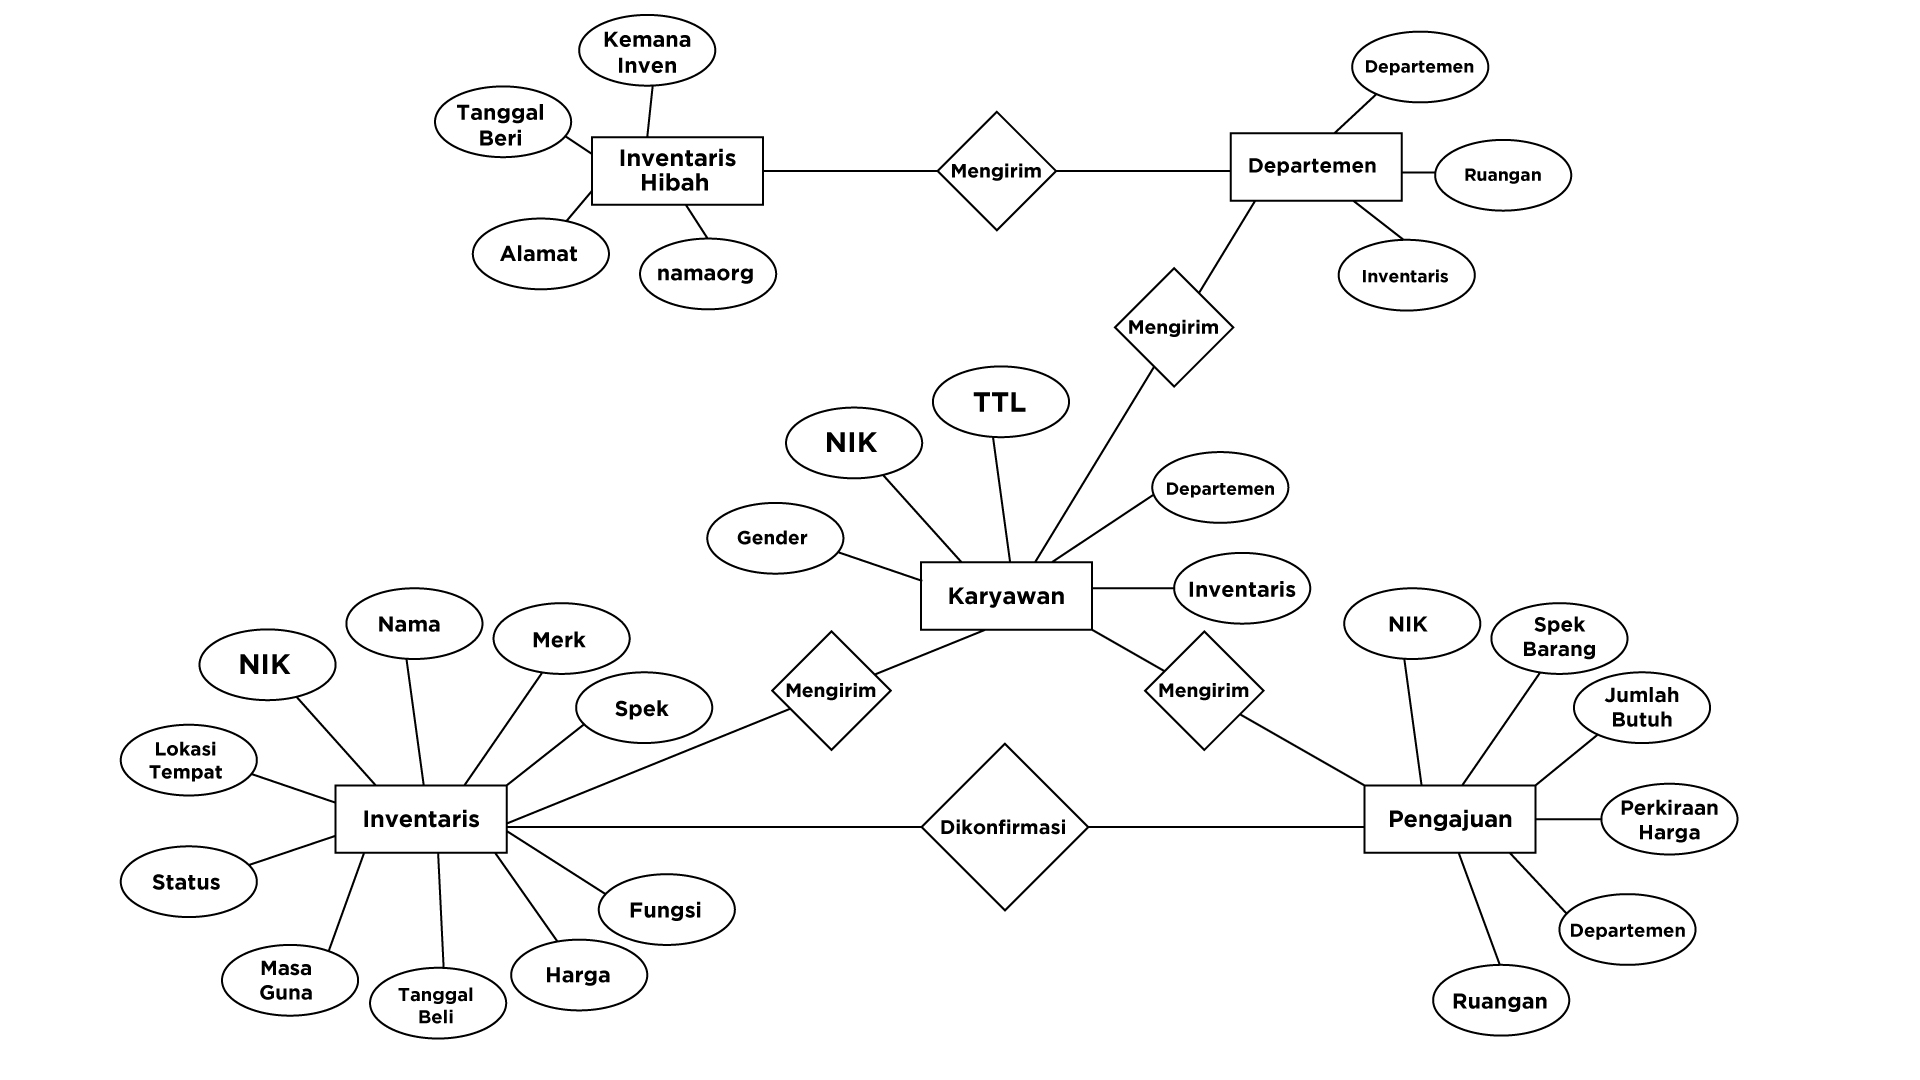 Kemana
Inven
Departemen
Tanggal
Beri
Inventaris
Hibah
Mengirim
Departemen
Ruangan
Alamat
namaorg
Inventaris
Mengirim
TTL
NIK
Departemen
Gender
Karyawan
Inventaris
NIK
Nama
Merk
Spek
Barang
NIK
Mengirim
Mengirim
Spek
Jumlah
Butuh
Lokasi
Tempat
Inventaris
Dikonfirmasi
Pengajuan
Perkiraan
Harga
Status
Fungsi
Departemen
Masa
Guna
Tanggal
Beli
Harga
Ruangan